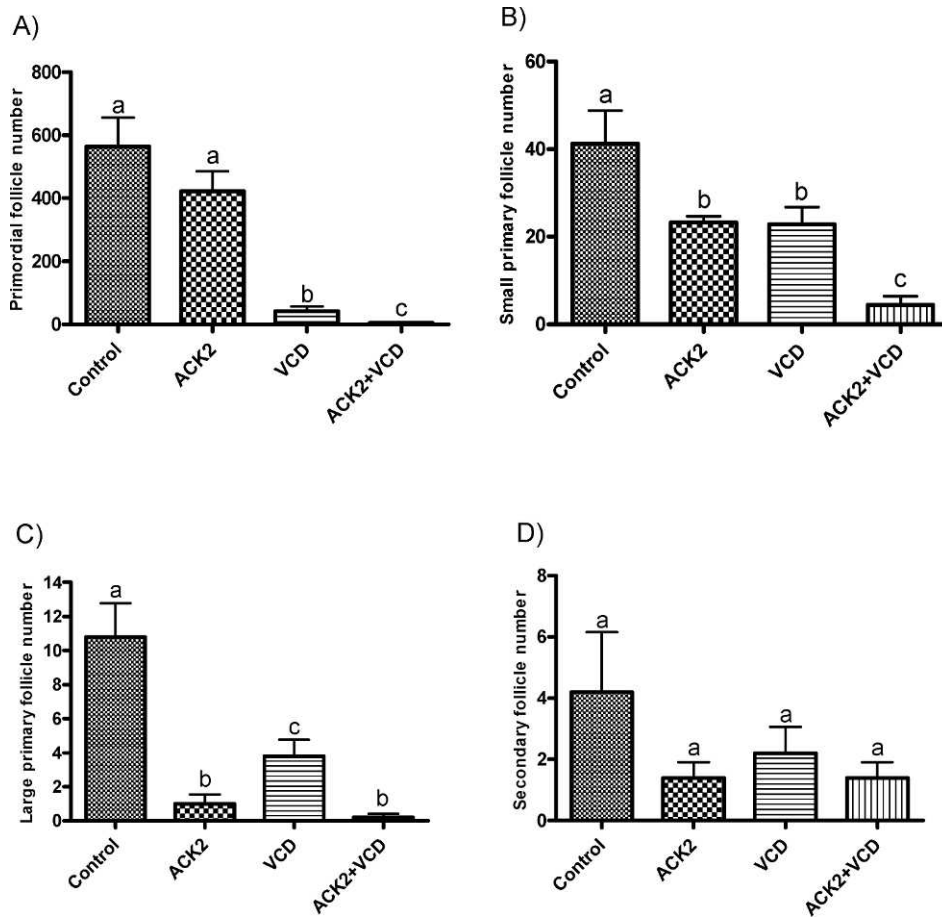 A)
Primordial follicle number
800
600
400
200
0
a
a
b
c
Control
ACK2
VCD
ACK2+VCD
B)
Small primary follicle number
60
40
20
0
a
b
b
c
Control
ACK2
VCD
ACK2+VCD
C)
Large primary follicle number
14
12
10
8
6
4
2
0
a
b
c
b
Control
ACK2
VCD
ACK2+VCD
D)
Secondary follicle number
8
6
4
2
0
a
a
a
a
Control
ACK2
VCD
ACK2+VCD